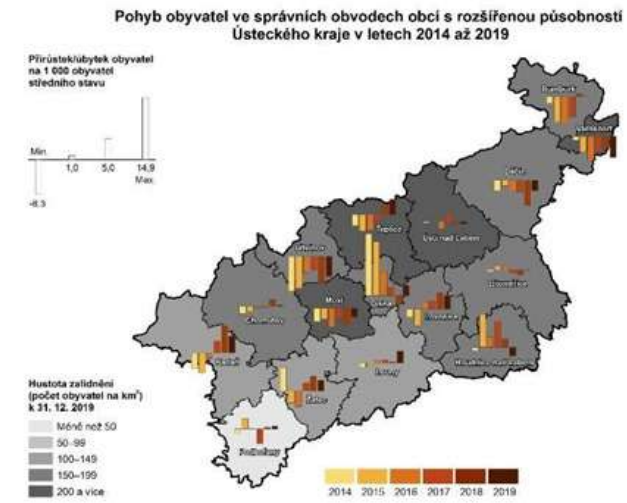 Pohyb obyvatel ve správních obvodech obcí s rozšířenou působností
Ústeckého kraje v letech 2014 až 2019
Přírůstek/úbytek obyvatel
na 1 000 obyvatel
středního stavu
Min
1,0
5,0
14,9
Max
Rumburk
Varnsdorf
Děčín
Teplice
Ústí nad Labem
Litvínov
Bílina
Litoměřice
Most
Chomutov
Lovosice
Roudnice nad Labem
Kadaň
Louny
Žatec
Podbořany
Hustota zalidnění
(počet obyvatel na km²)
k 31. 12. 2019
Méně než 50
50–99
100–149
150–199
200 a více
2014 2015 2016 2017 2018 2019